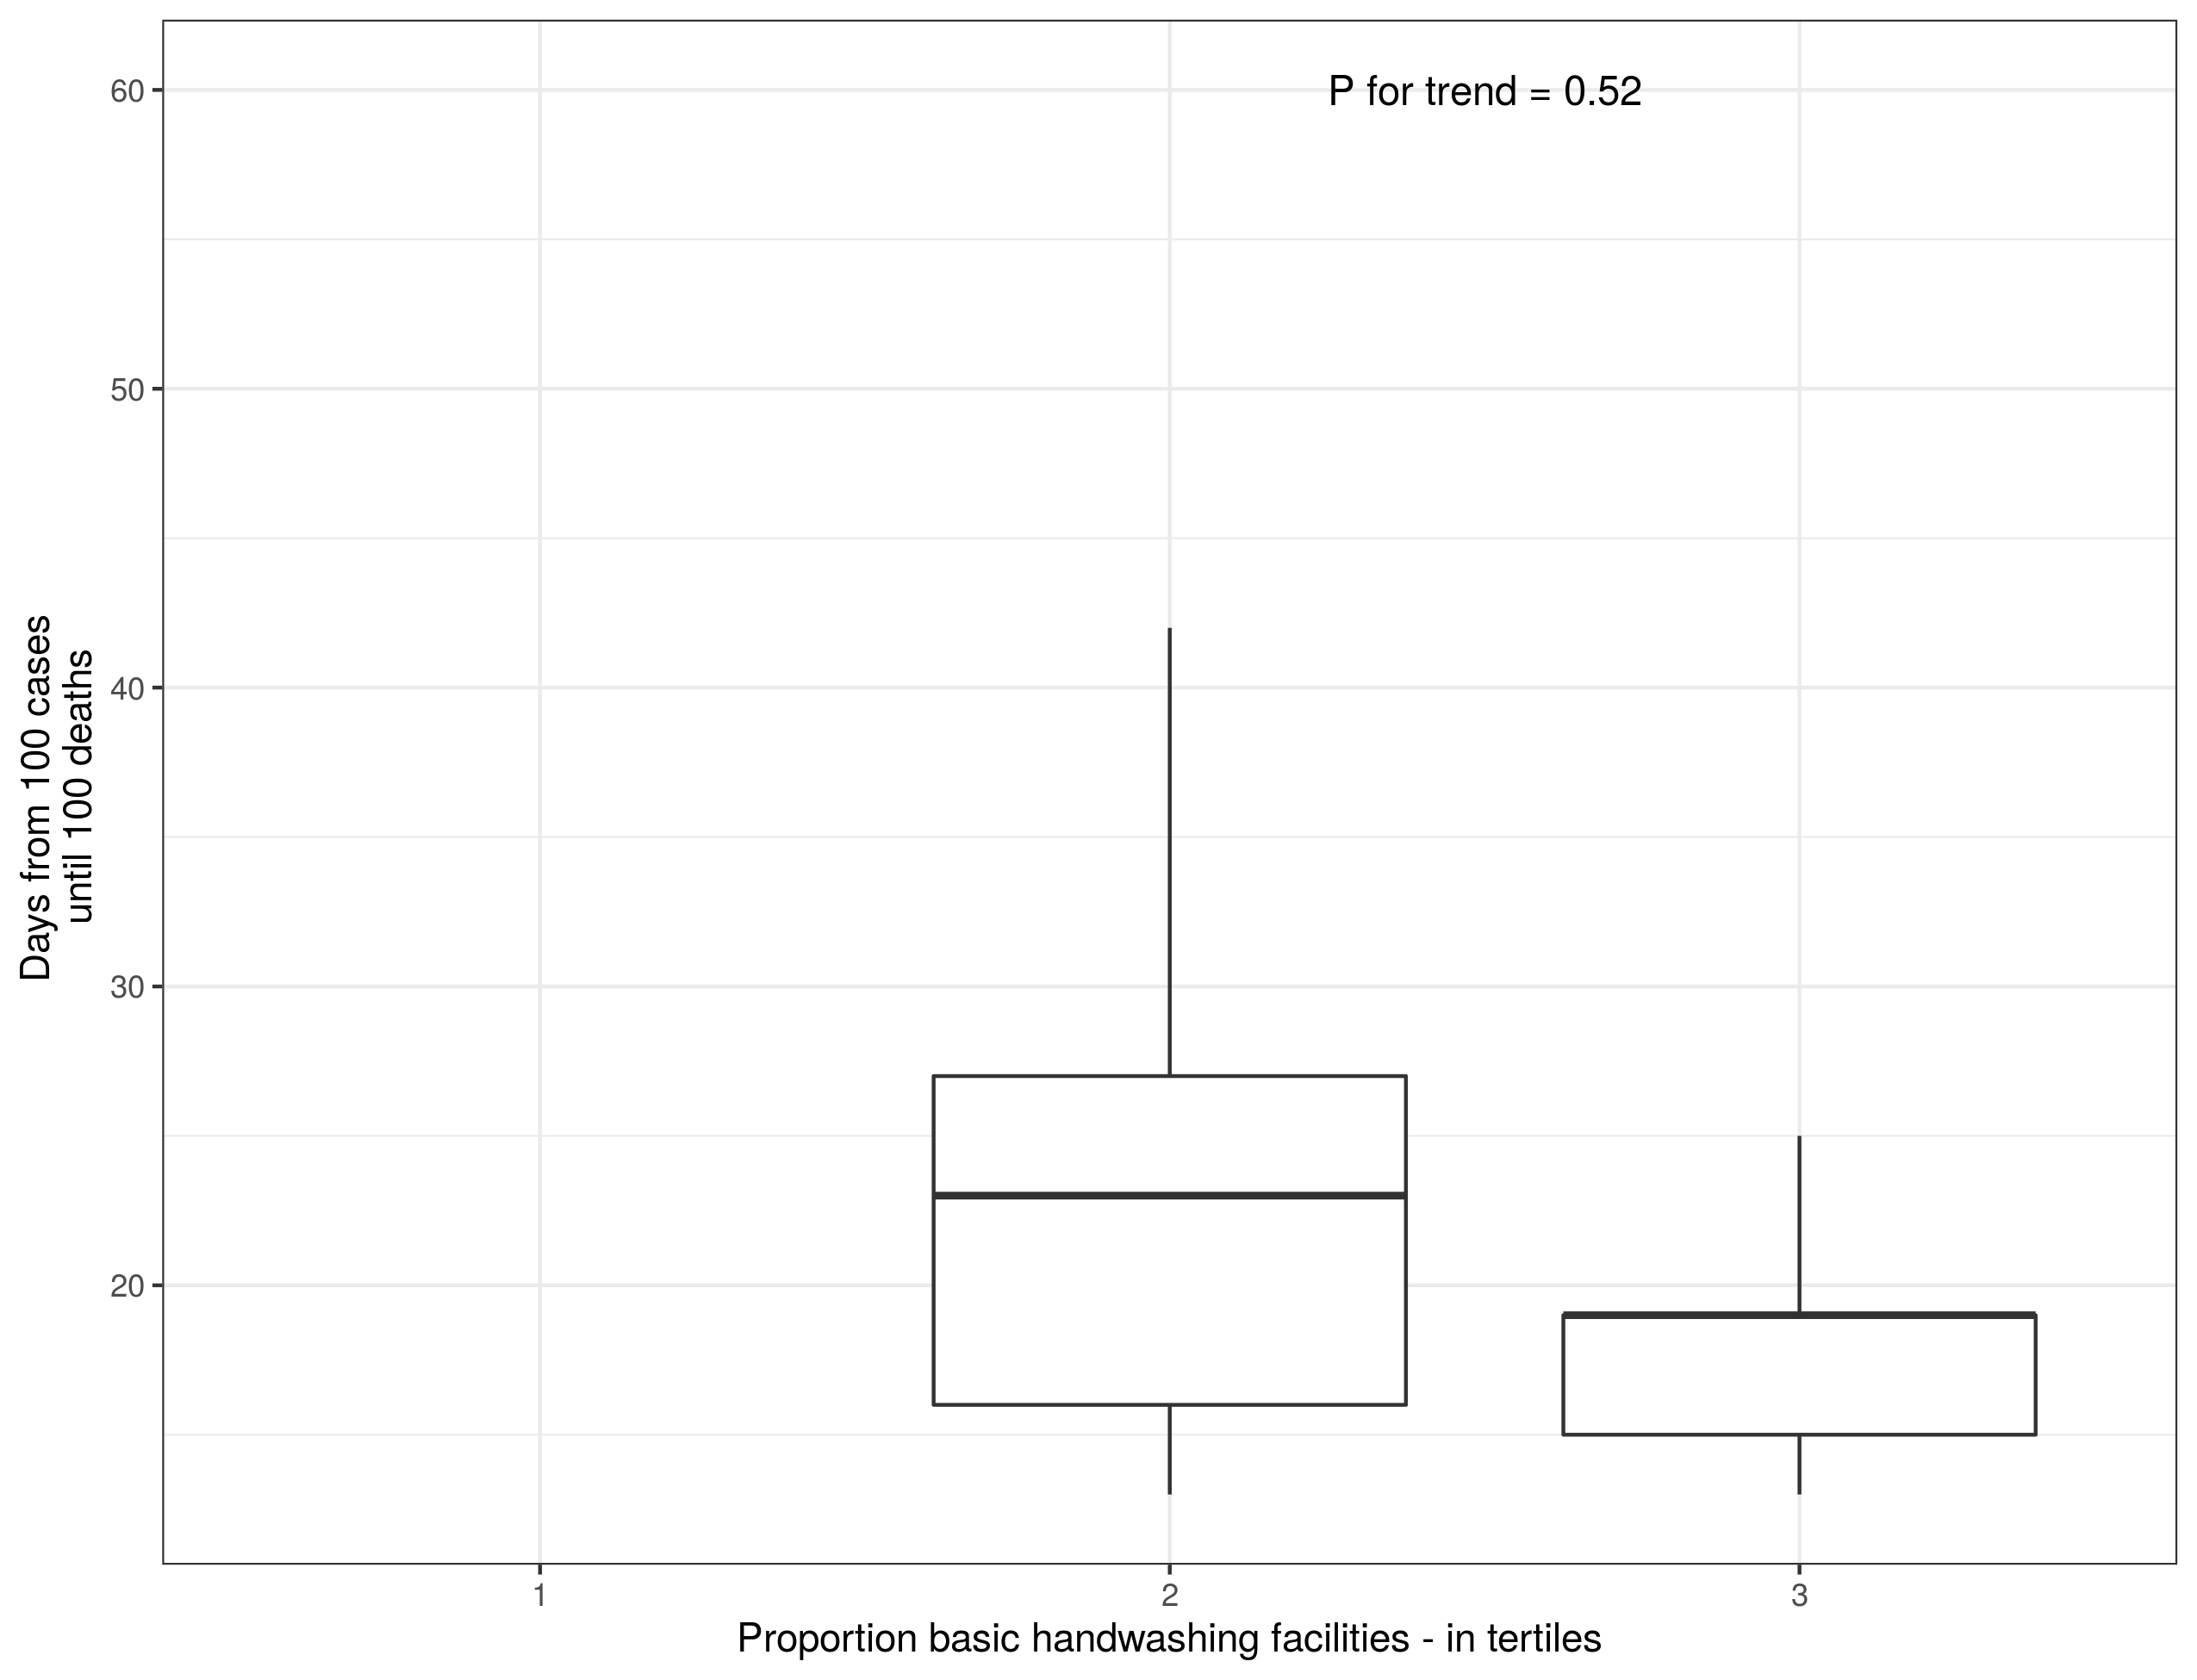 P for trend = 0.52
60
50
40
30
20
Days from 100 cases
until 100 deaths
1 2 3
Proportion basic handwashing facilities - in tertiles